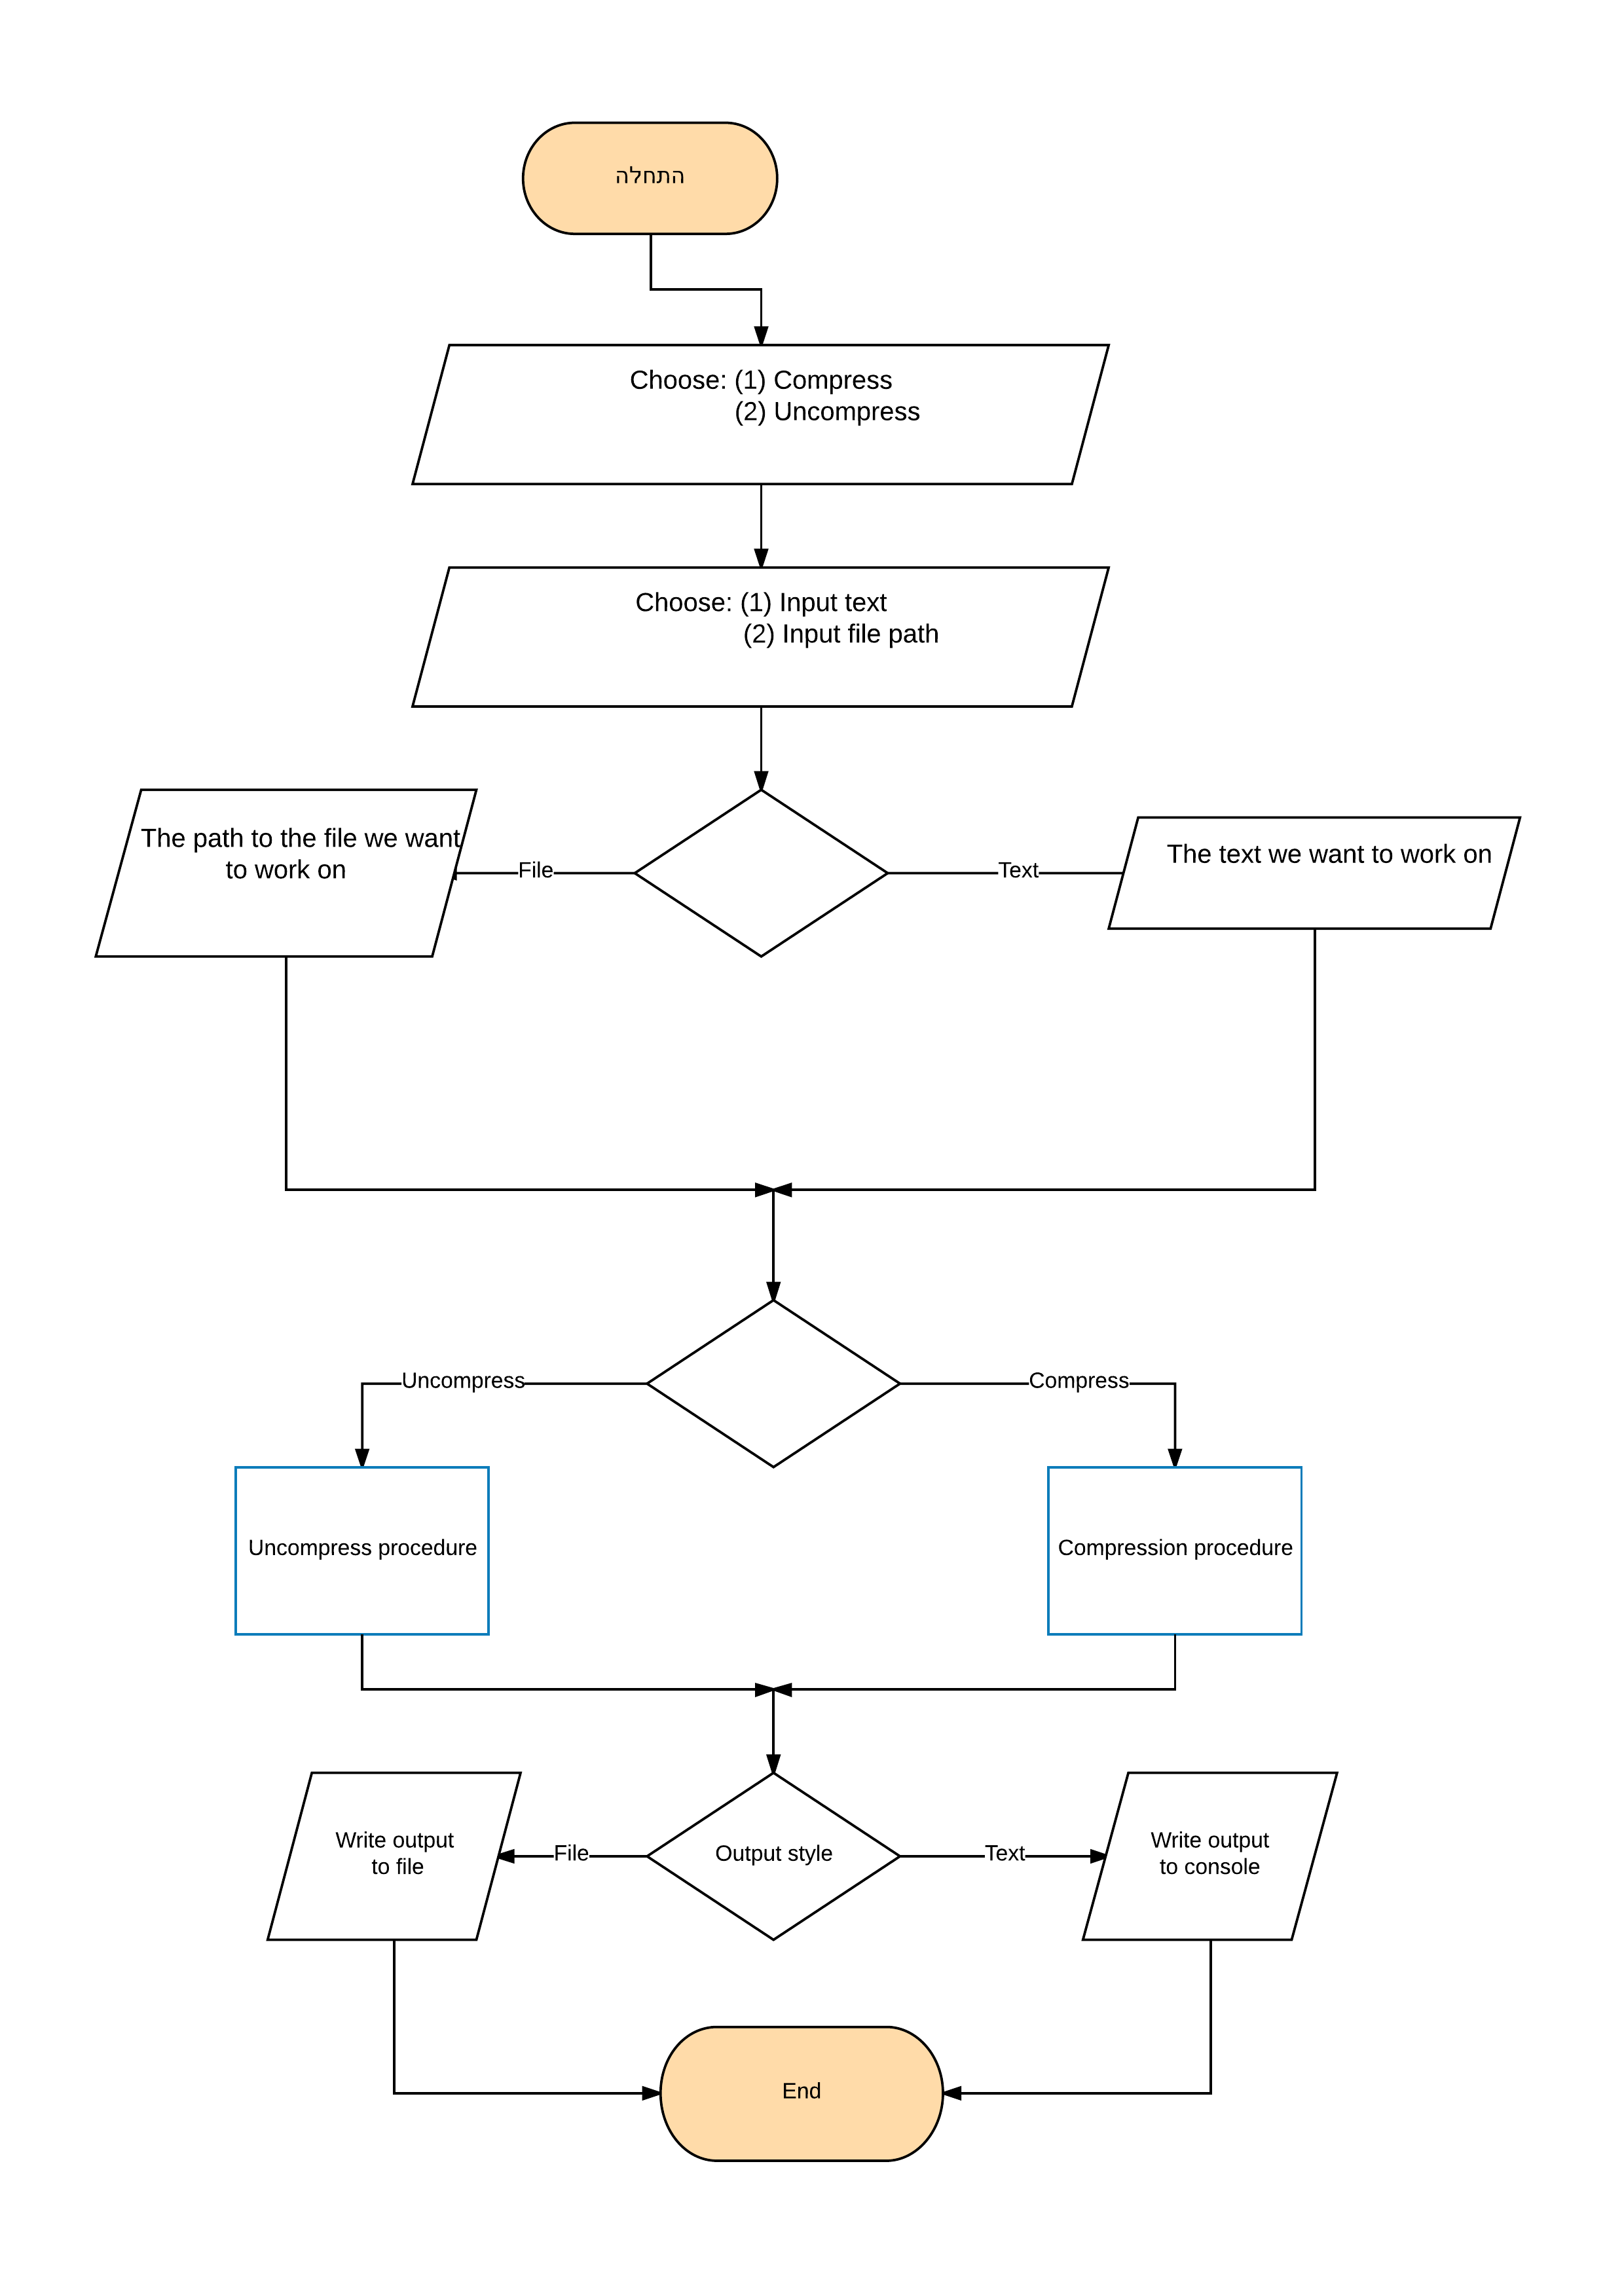 התחלה
Choose: (1) Compress
(2) Uncompress
Choose: (1) Input text
(2) Input file path
The path to the file we want
to work on
File
Text
The text we want to work on
Uncompress
Compress
Uncompress procedure
Compression procedure
Write output
to file
File
Output style
Text
Write output
to console
End